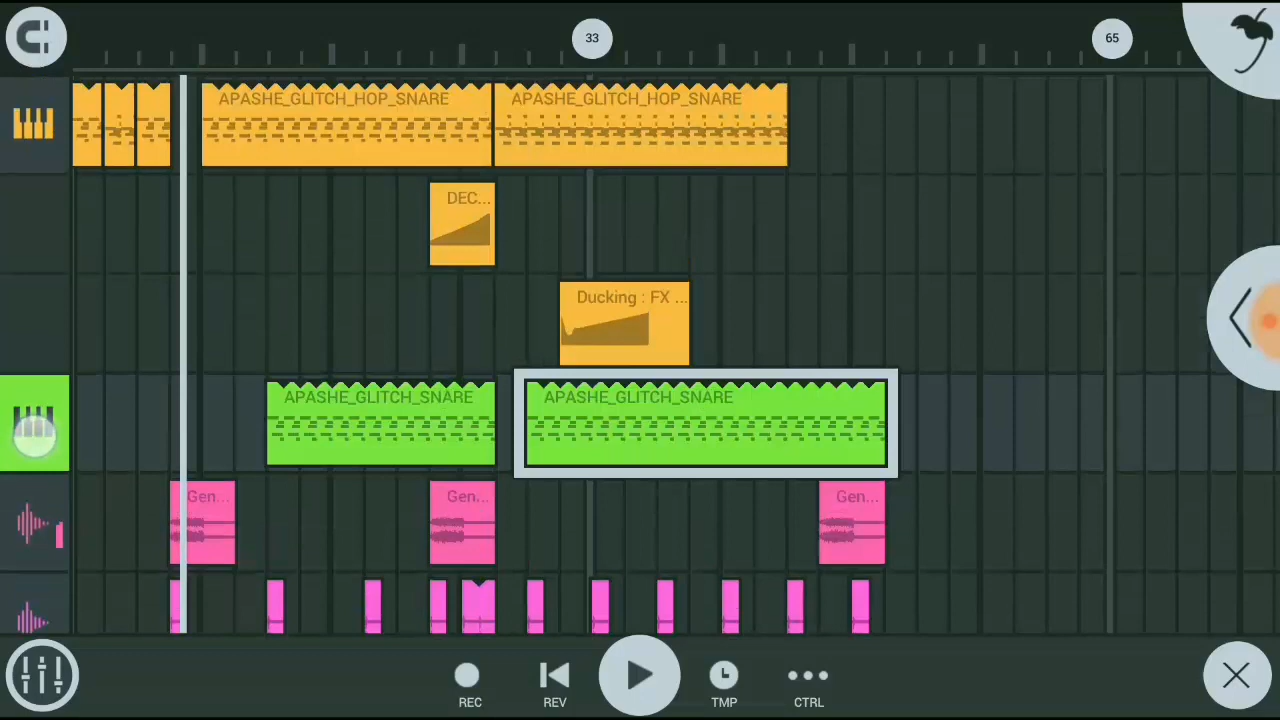 33
65
APASHE_GLITCH_HOP_SNARE
APASHE_GLITCH_HOP_SNARE
DEC...
Ducking : FX ...
APASHE_GLITCH_SNARE
APASHE_GLITCH_SNARE
Gen...
Gen...
Gen...
REC
REV
TMP
CTRL